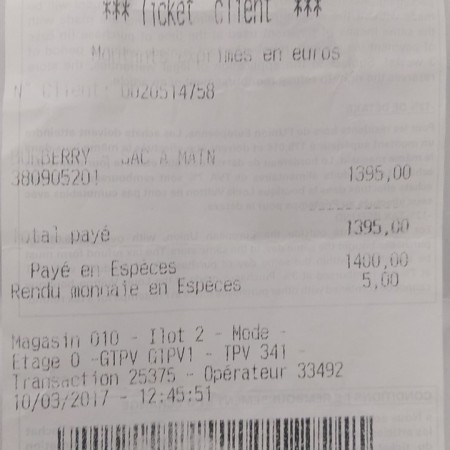 *** Ticket client ***
Montants exprimés en euros
N° Client: 0020514758
BURBERRY SAC A MAIN
380905201 1395,00
Total payé 1395,00
Payé en Espèces 1400,00
Rendu monnaie en Espèces 5,00
Magasin 010 - Ilot 2 - Mode -
Etage 0 -GTPV GTPV1 - TPV 341 -
Transaction 25375 - Opérateur 33492
10/03/2017 - 12:45:51